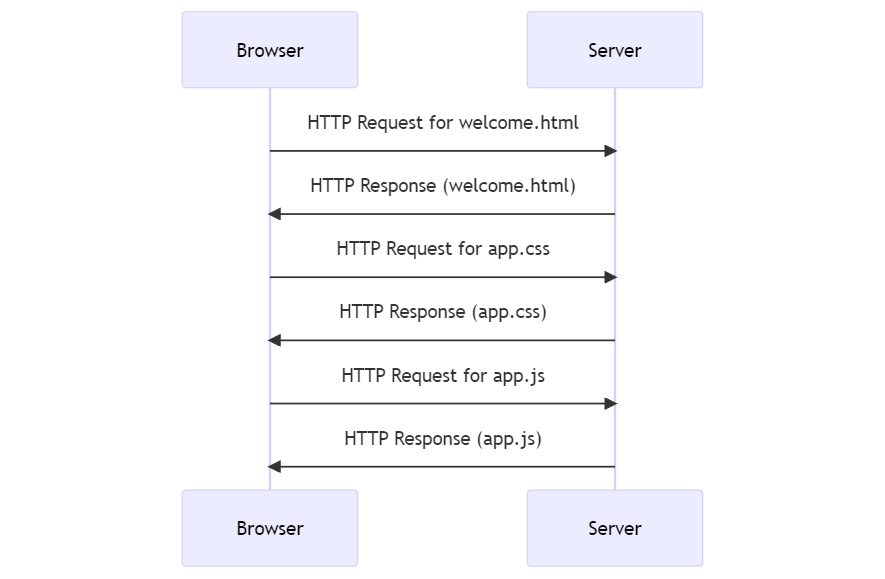 Browser
Server
HTTP Request for welcome.html
HTTP Response (welcome.html)
HTTP Request for app.css
HTTP Response (app.css)
HTTP Request for app.js
HTTP Response (app.js)
Browser
Server